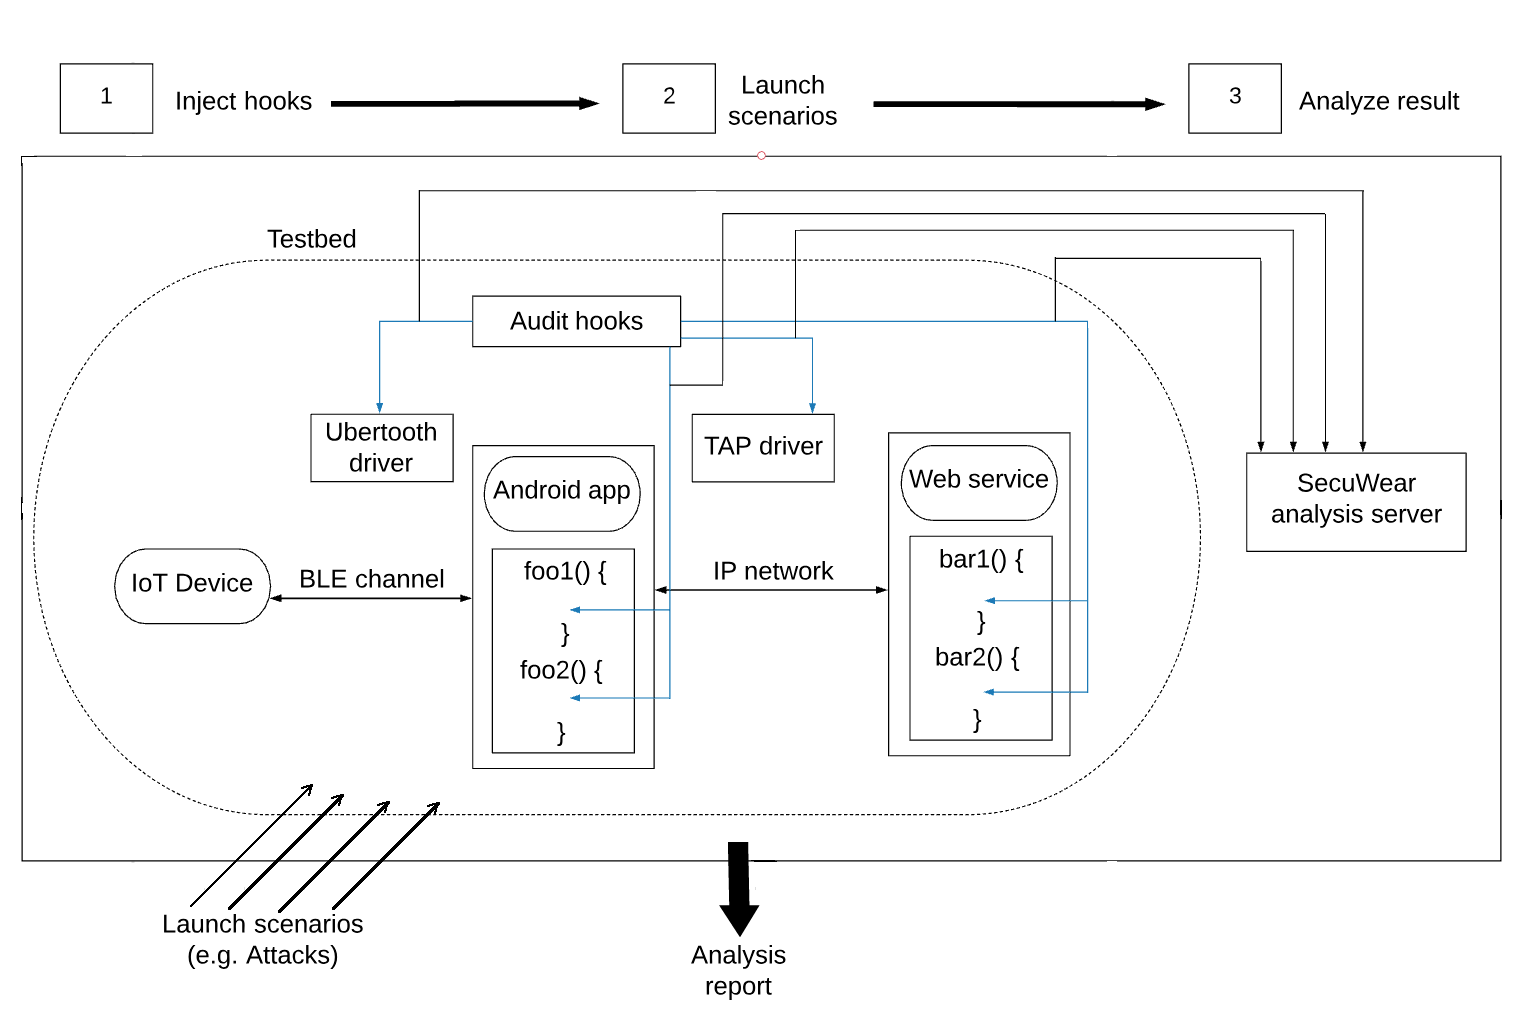 1
Inject hooks
2
Launch
scenarios
3
Analyze result
Testbed
Audit hooks
Ubertooth
driver
TAP driver
Android app
Web service
SecuWear
analysis server
IoT Device
BLE channel
foo1() {
}
foo2() {
}
IP network
bar1() {
}
bar2() {
}
Launch scenarios
(e.g. Attacks)
Analysis
report